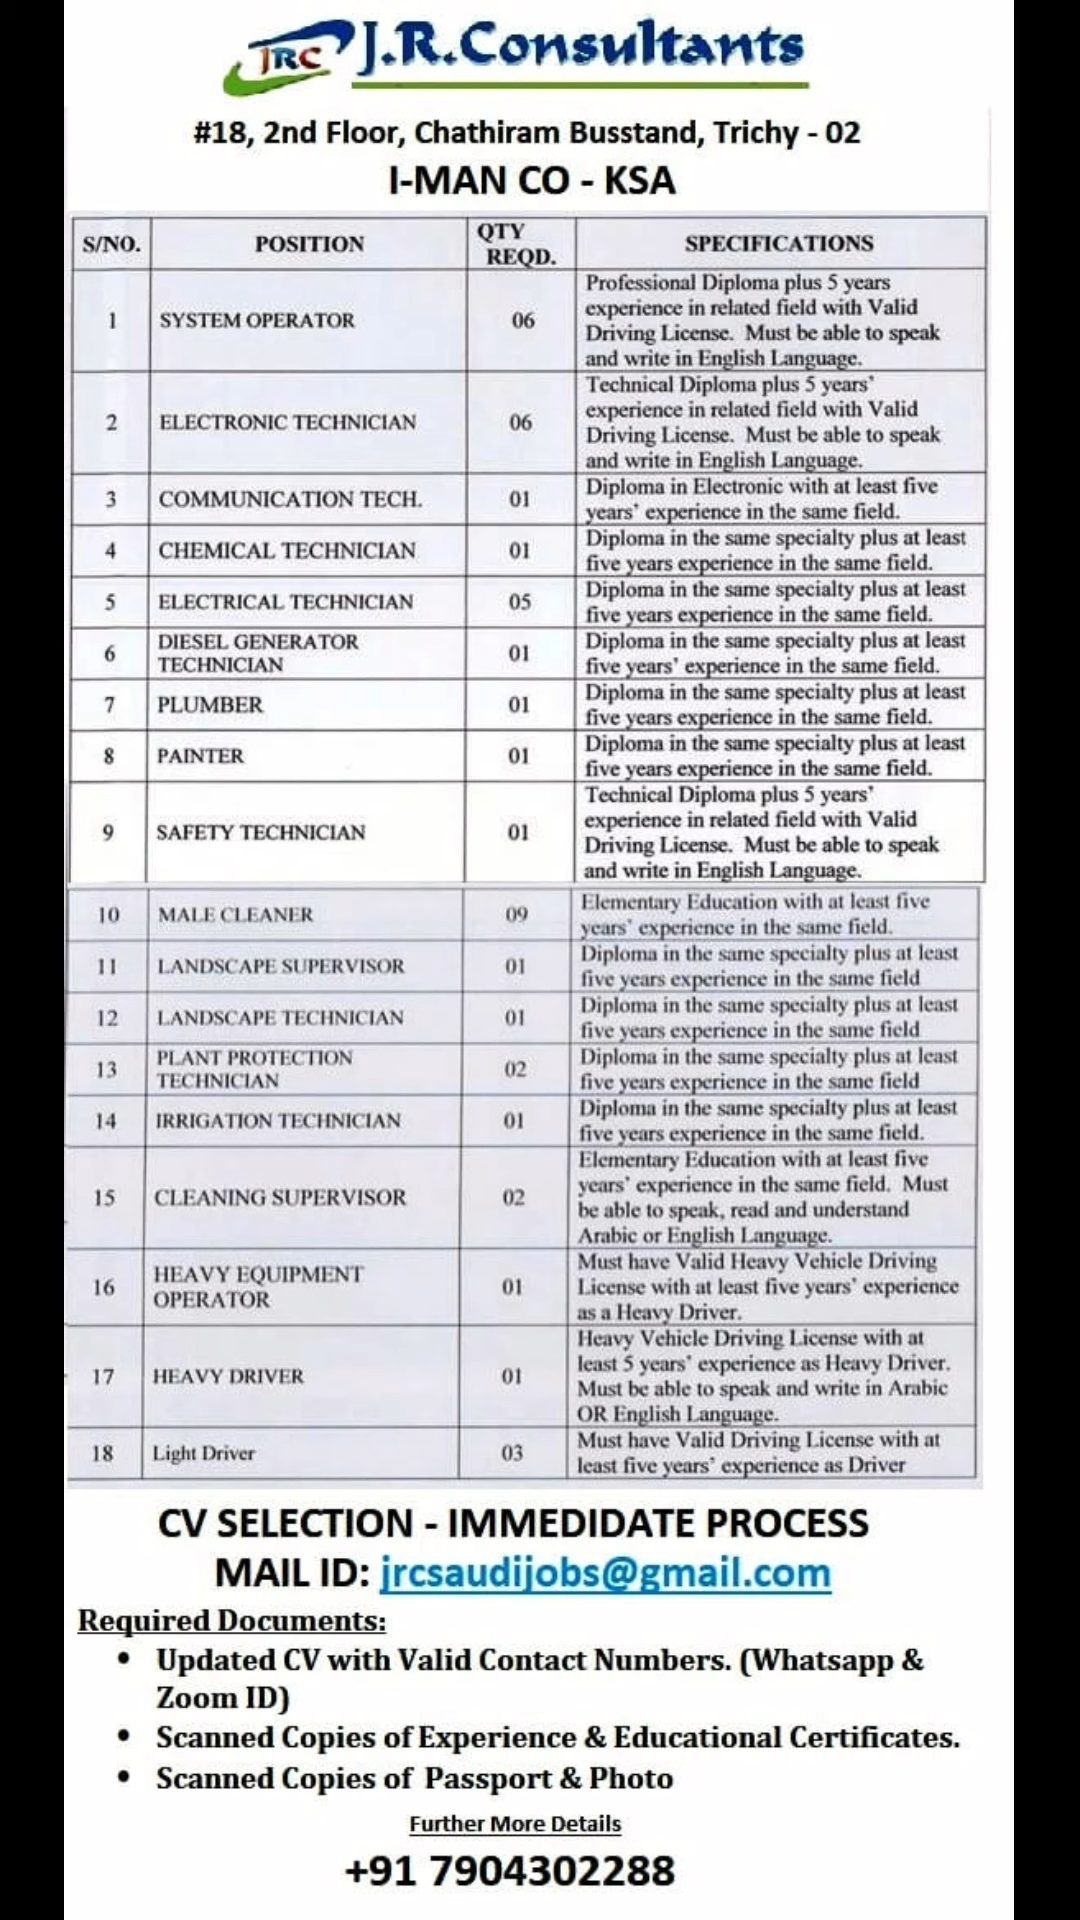 JRC J.R.Consultants
#18, 2nd Floor, Chathiram Busstand, Trichy - 02
I-MAN CO - KSA
S/NO. POSITION QTY REQD. SPECIFICATIONS
1 SYSTEM OPERATOR 06 Professional Diploma plus 5 years
experience in related field with Valid
Driving License. Must be able to speak
and write in English Language.
2 ELECTRONIC TECHNICIAN 06 Technical Diploma plus 5 years'
experience in related field with Valid
Driving License. Must be able to speak
and write in English Language.
3 COMMUNICATION TECH. 01 Diploma in Electronic with at least five
years' experience in the same field.
4 CHEMICAL TECHNICIAN 01 Diploma in the same specialty plus at least
five years experience in the same field.
5 ELECTRICAL TECHNICIAN 05 Diploma in the same specialty plus at least
five years experience in the same field.
6 DIESEL GENERATOR TECHNICIAN 01 Diploma in the same specialty plus at least
five years' experience in the same field.
7 PLUMBER 01 Diploma in the same specialty plus at least
five years experience in the same field.
8 PAINTER 01 Diploma in the same specialty plus at least
five years experience in the same field.
9 SAFETY TECHNICIAN 01 Technical Diploma plus 5 years'
experience in related field with Valid
Driving License. Must be able to speak
and write in English Language.
10 MALE CLEANER 09 Elementary Education with at least five
years' experience in the same field.
11 LANDSCAPE SUPERVISOR 01 Diploma in the same specialty plus at least
five years experience in the same field
12 LANDSCAPE TECHNICIAN 01 Diploma in the same specialty plus at least
five years experience in the same field
13 PLANT PROTECTION TECHNICIAN 02 Diploma in the same specialty plus at least
five years experience in the same field
14 IRRIGATION TECHNICIAN 01 Diploma in the same specialty plus at least
five years experience in the same field.
15 CLEANING SUPERVISOR 02 Elementary Education with at least five
years' experience in the same field. Must
be able to speak, read and understand
Arabic or English Language.
16 HEAVY EQUIPMENT OPERATOR 01 Must have Valid Heavy Vehicle Driving
License with at least five years' experience
as a Heavy Driver.
17 HEAVY DRIVER 01 Heavy Vehicle Driving License with at
least 5 years' experience as Heavy Driver.
Must be able to speak and write in Arabic
OR English Language.
18 Light Driver 03 Must have Valid Driving License with at
least five years' experience as Driver
CV SELECTION - IMMEDIDATE PROCESS
MAIL ID: jrcsaudijobs@gmail.com
Required Documents:
• Updated CV with Valid Contact Numbers. (Whatsapp &
Zoom ID)
• Scanned Copies of Experience & Educational Certificates.
• Scanned Copies of Passport & Photo
Further More Details
+91 7904302288